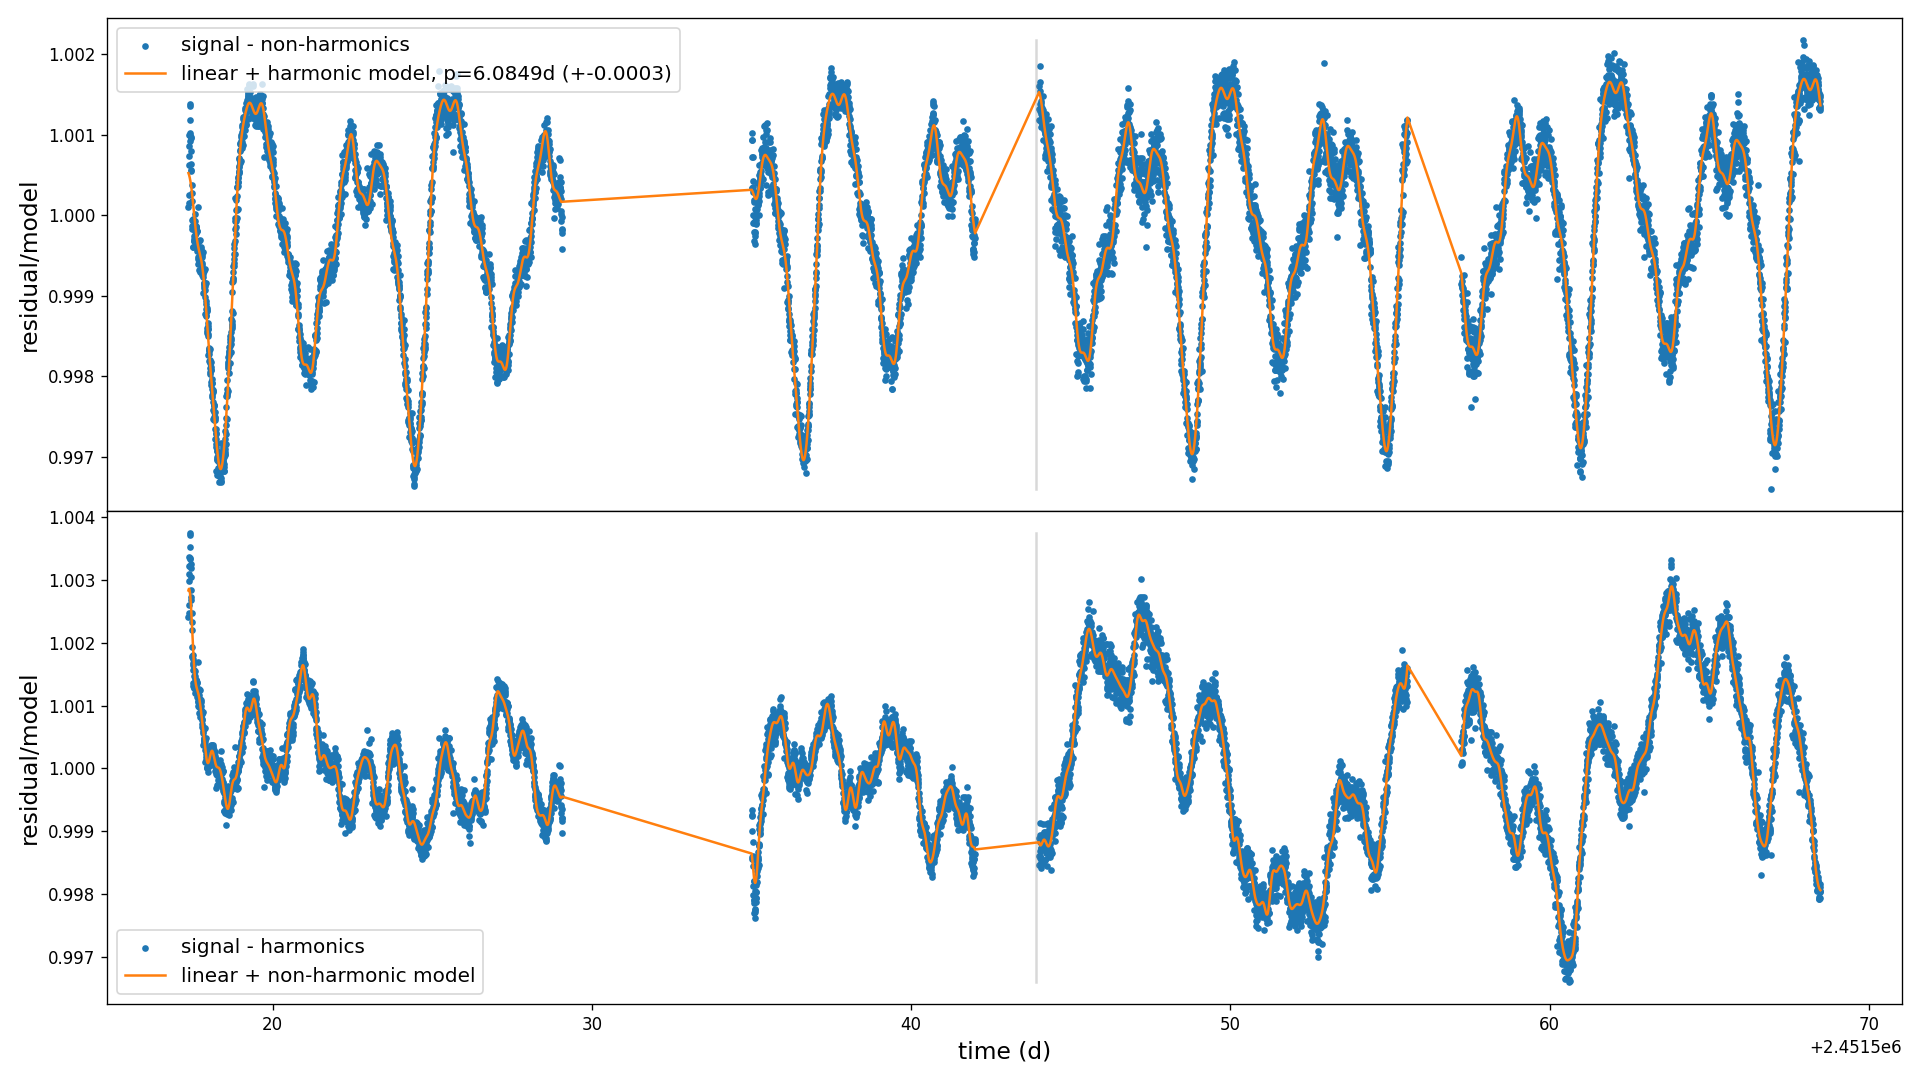 signal - non-harmonics
linear + harmonic model, p=6.0849d (+-0.0003)
residual/model
1.002
1.001
1.000
0.999
0.998
0.997
residual/model
1.004
1.003
1.002
1.001
1.000
0.999
0.998
0.997
signal - harmonics
linear + non-harmonic model
20 30 40 50 60 70
time (d)
+2.4515e6